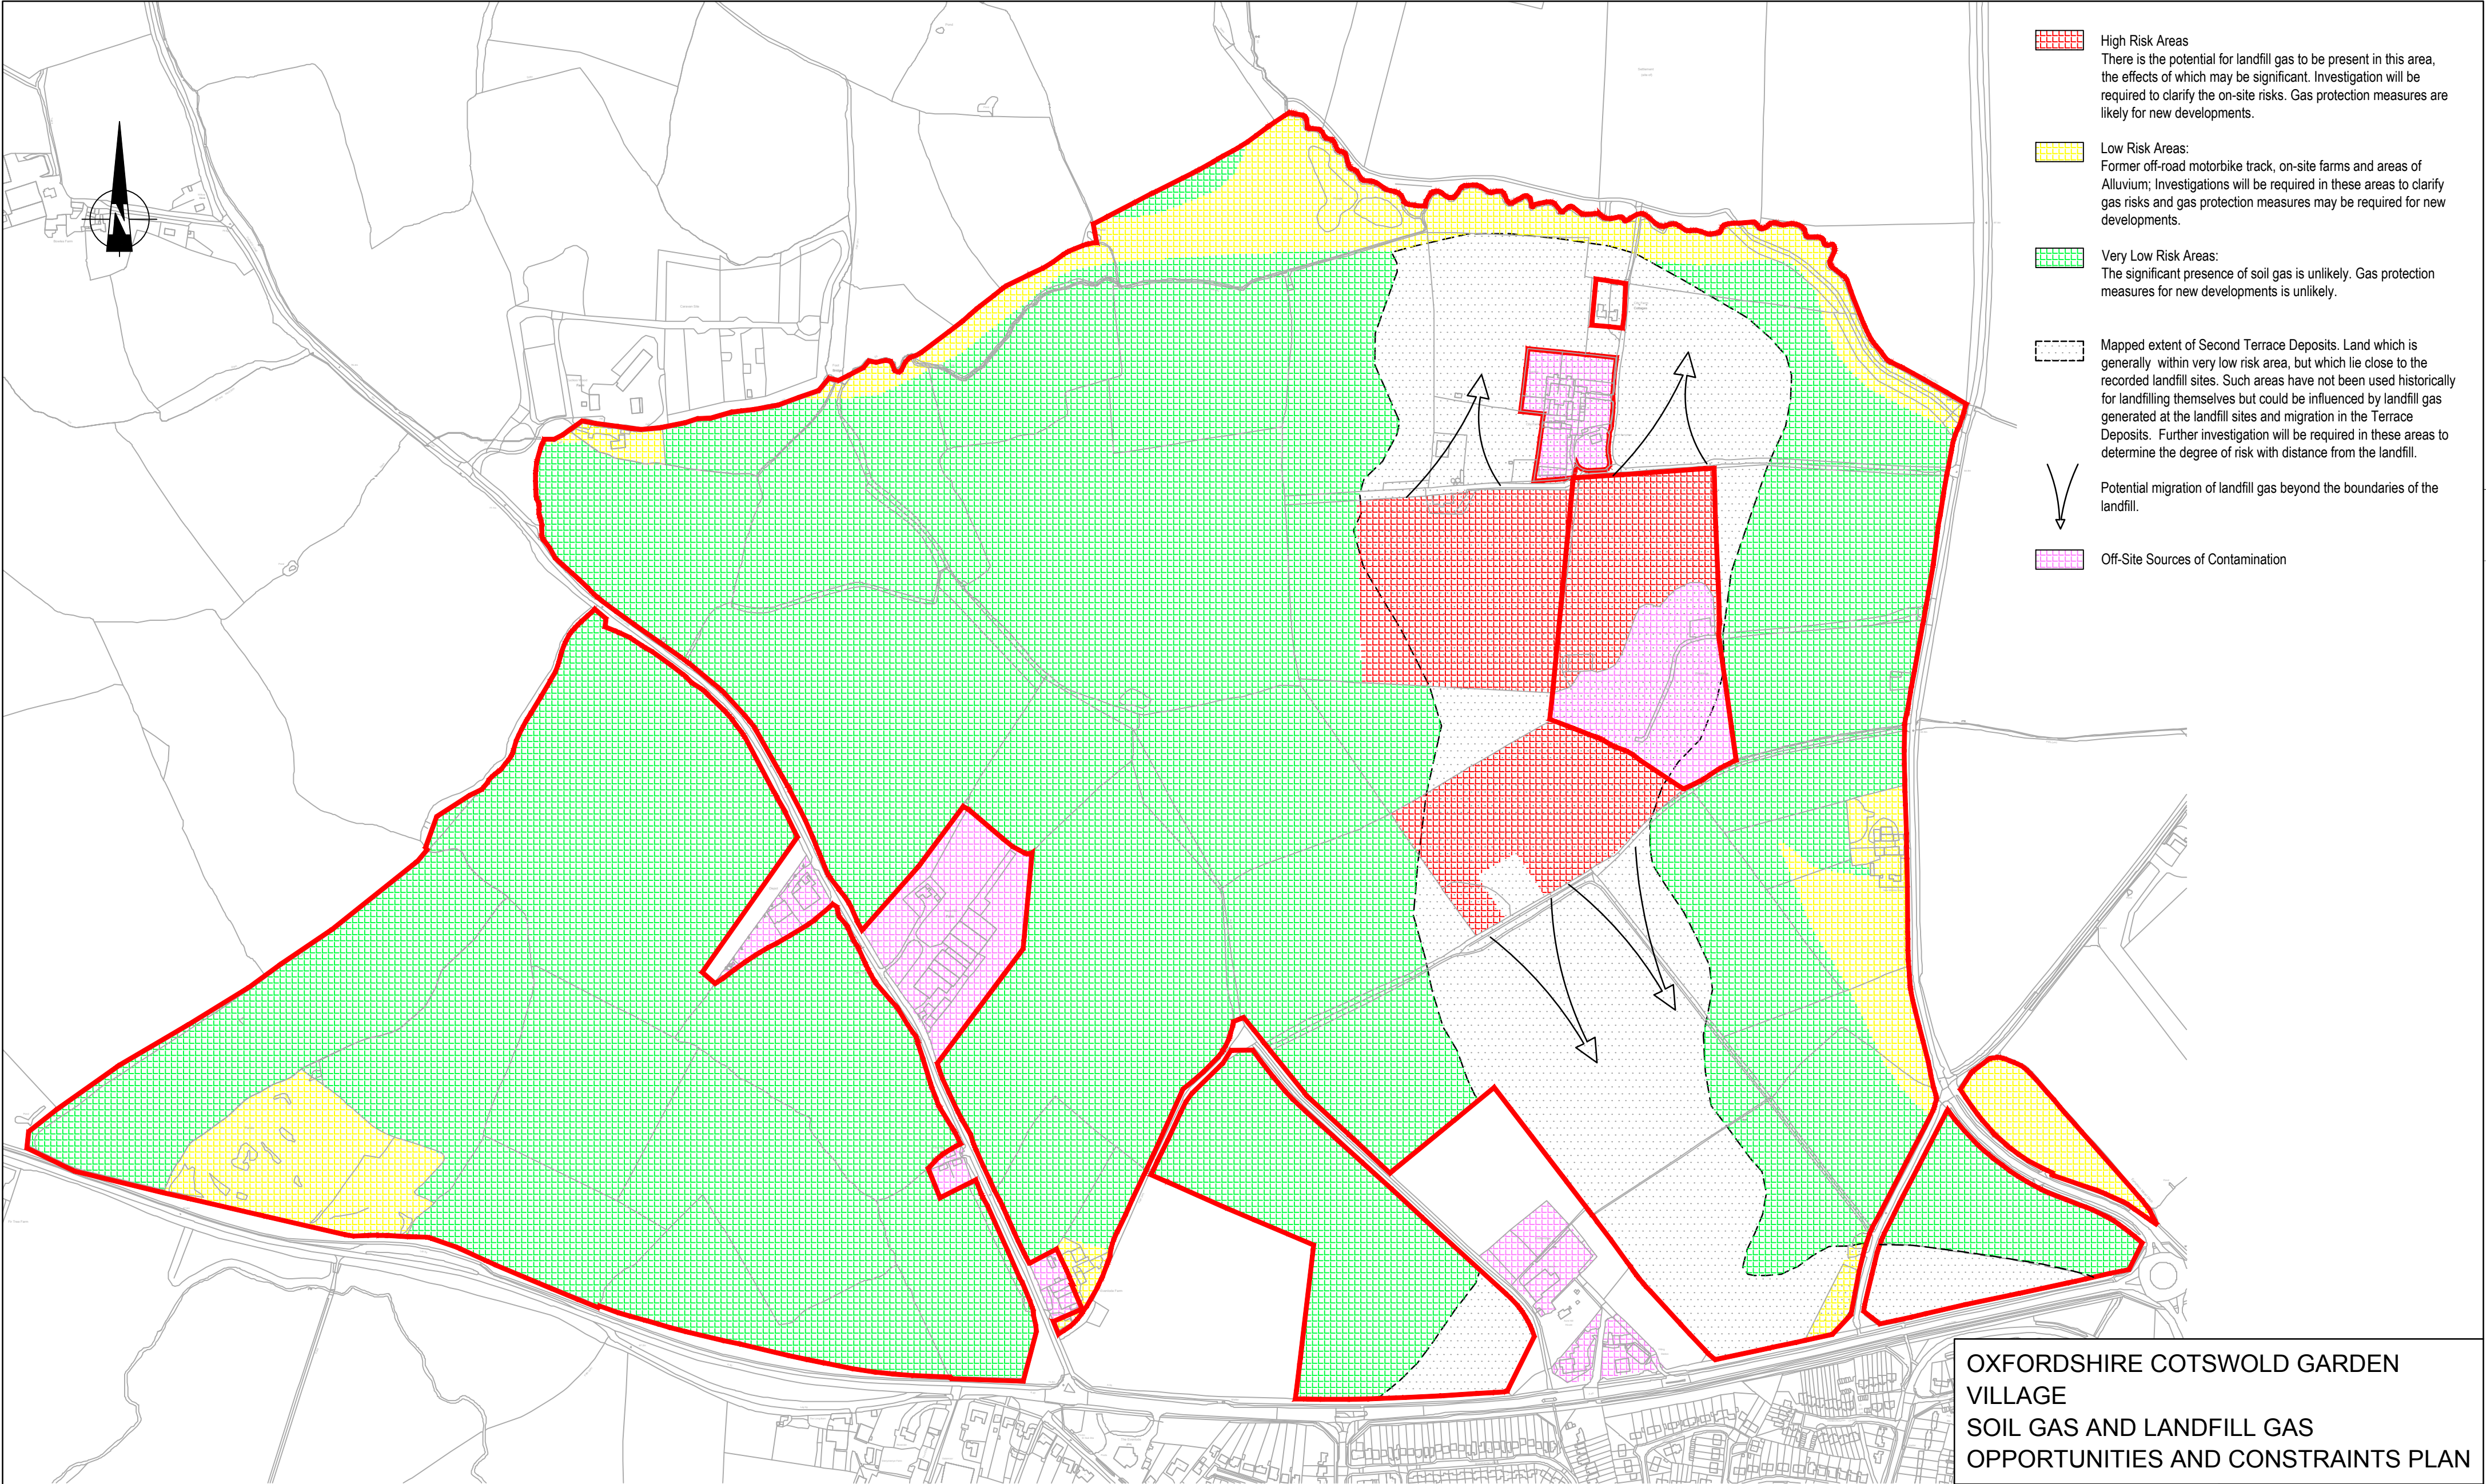 N
High Risk Areas
There is the potential for landfill gas to be present in this area,
the effects of which may be significant. Investigation will be
required to clarify the on-site risks. Gas protection measures are
likely for new developments.
Low Risk Areas:
Former off-road motorbike track, on-site farms and areas of
Alluvium; Investigations will be required in these areas to clarify
gas risks and gas protection measures may be required for new
developments.
Very Low Risk Areas:
The significant presence of soil gas is unlikely. Gas protection
measures for new developments is unlikely.
Mapped extent of Second Terrace Deposits. Land which is
generally within very low risk area, but which lie close to the
recorded landfill sites. Such areas have not been used historically
for landfilling themselves but could be influenced by landfill gas
generated at the landfill sites and migration in the Terrace
Deposits. Further investigation will be required in these areas to
determine the degree of risk with distance from the landfill.
Potential migration of landfill gas beyond the boundaries of the
landfill.
Off-Site Sources of Contamination
OXFORDSHIRE COTSWOLD GARDEN
VILLAGE
SOIL GAS AND LANDFILL GAS
OPPORTUNITIES AND CONSTRAINTS PLAN